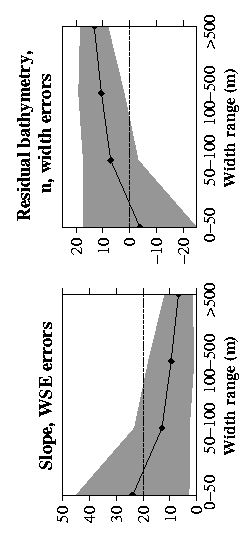 Slope, WSE errors
50
40
30
20
10
0
0–50 50–100 100–500 >500
Width range (m)
Residual bathymetry,
n, width errors
20
10
0
−10
−20
0–50 50–100 100–500 >500
Width range (m)